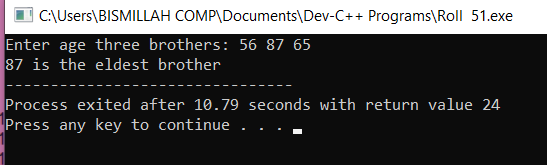 C:\Users\BISMILLAH COMP\Documents\Dev-C++ Programs\Roll  51.exe
Enter age three brothers: 56 87 65
87 is the eldest brother
--------------------------------
Process exited after 10.79 seconds with return value 24
Press any key to continue . . .